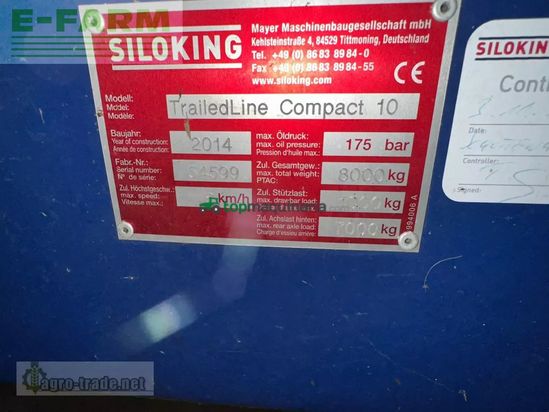 E-FARM
SILOKING
Mayer Maschinenbaugesellschaft mbH
Kehlsteinstraße 4, 84529 Tittmoning, Deutschland
Tel. +49 (0) 86 83 89 84-0
Fax +49 (0) 86 83 89 84-55
www.siloking.com
CE
Modell:
Model:
Modèle:
TrailedLine Compact 10
Baujahr:
Year of construction:
Année de construction:
2014
max. Öldruck:
max. oil pressure:
Pression d'huile max.:
175 bar
Fabr.-Nr.:
Serial number:
N° de série:
Zul. Gesamtgew.:
max. total weight:
PTAC:
8000 kg
Zul. Höchstgeschw.:
max. speed:
Vitesse max.:
km/h
Zul. Stützlast:
max. drawbar load:
kg
Zul. Achslast hinten:
max. rear axle load:
Charge d'essieu arrière:
kg
994006 A
topmaquinaria
SILOKING
Contr
Date:
Controller:
Signed:
agro-trade.net